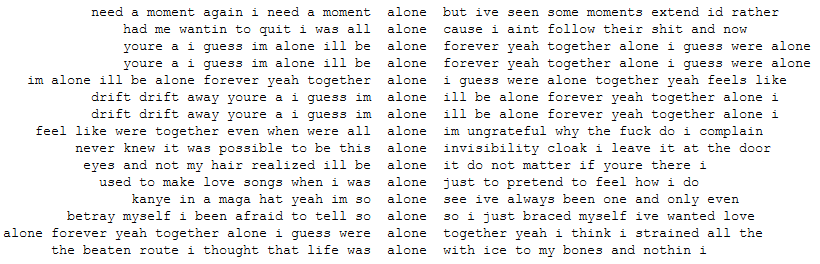 need a moment again i need a moment alone but ive seen some moments extend id rather
had me wantin to quit i was all alone cause i aint follow their shit and now
youre a i guess im alone ill be alone forever yeah together alone i guess were alone
youre a i guess im alone ill be alone forever yeah together alone i guess were alone
im alone ill be alone forever yeah together alone i guess were alone together yeah feels like
drift drift away youre a i guess im alone ill be alone forever yeah together alone i
drift drift away youre a i guess im alone ill be alone forever yeah together alone i
feel like were together even when were all alone im ungrateful why the fuck do i complain
never knew it was possible to be this alone invisibility cloak i leave it at the door
eyes and not my hair realized ill be alone it do not matter if youre there i
used to make love songs when i was alone just to pretend to feel how i do
kanye in a maga hat yeah im so alone see ive always been one and only even
betray myself i been afraid to tell so alone so i just braced myself ive wanted love
alone forever yeah together alone i guess were alone together yeah i think i strained all the
the beaten route i thought that life was alone with ice to my bones and nothin i